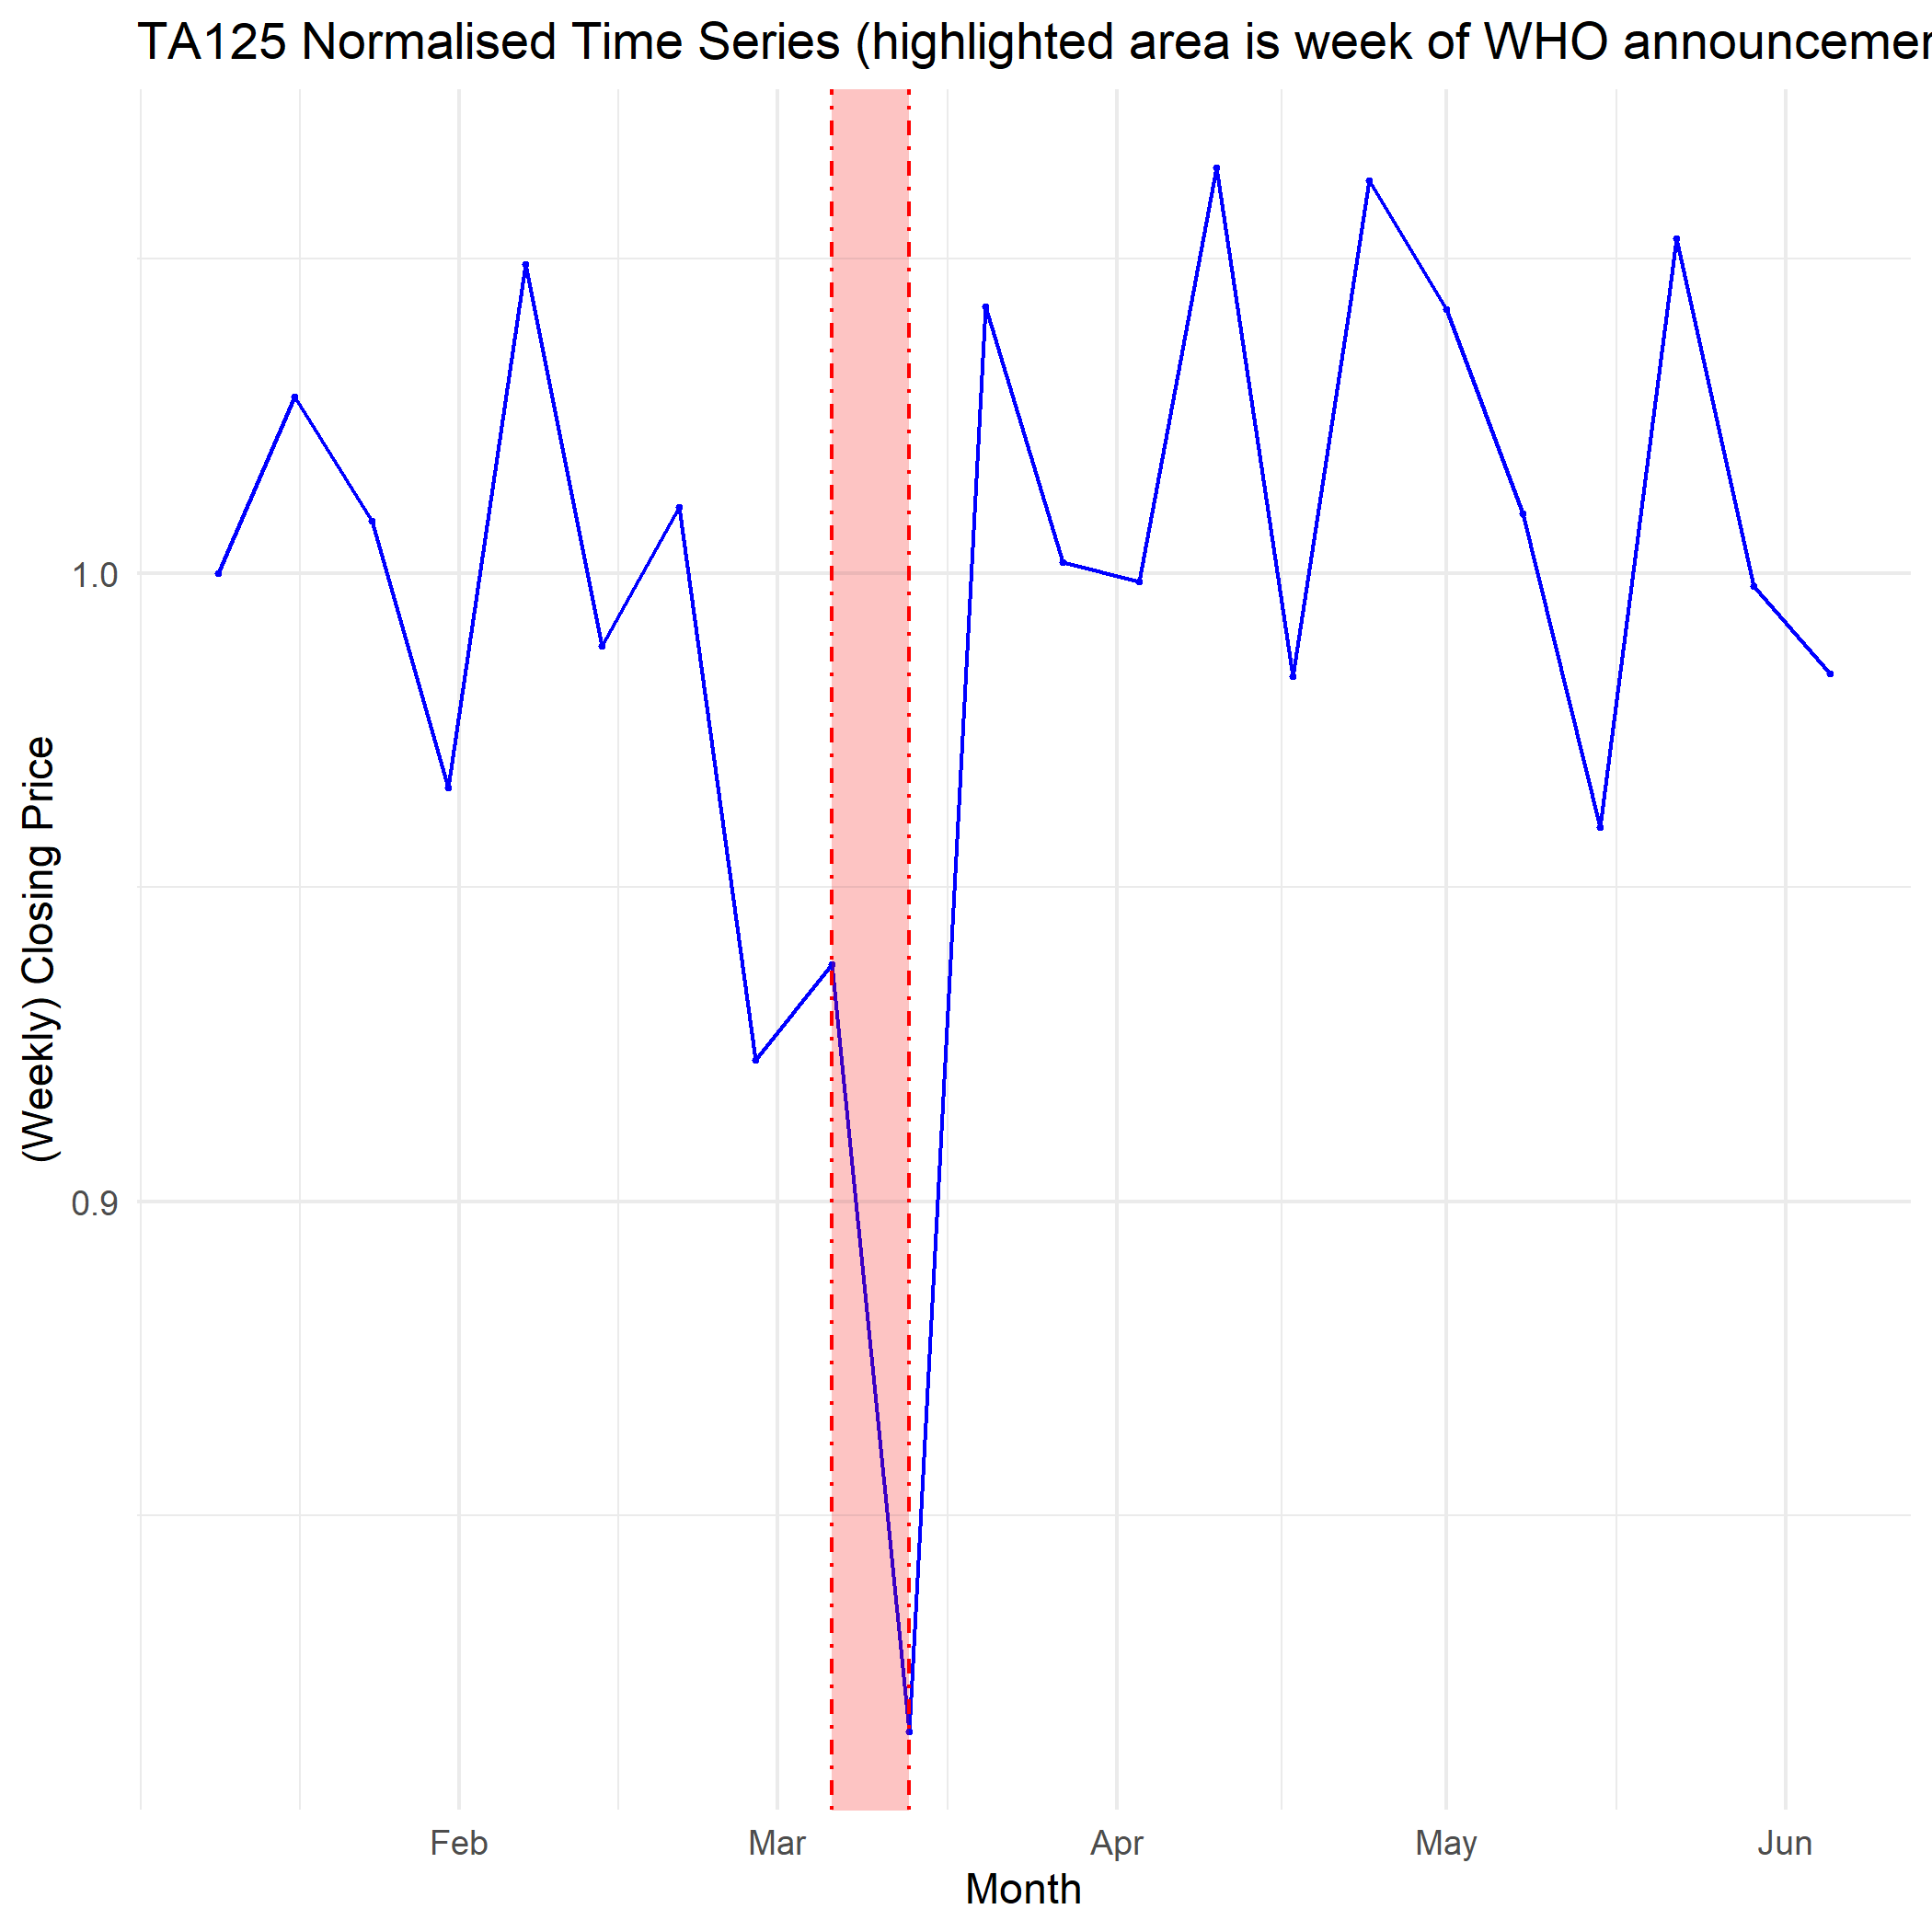 TA125 Normalised Time Series (highlighted area is week of WHO
(Weekly) Closing Price
1.0
0.9
Feb Mar Apr May Jun
Month